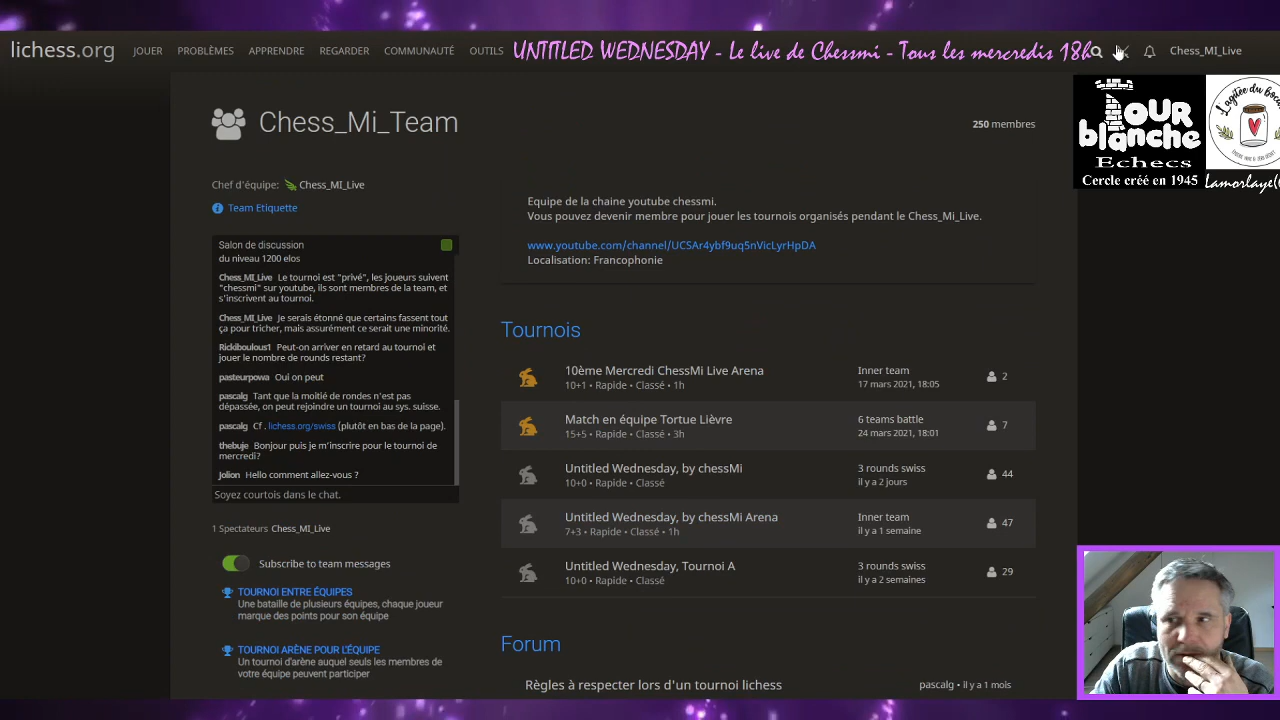 lichess.org JOUER PROBLÈMES APPRENDRE REGARDER COMMUNAUTÉ OUTILS Chess_MI_Live
UNTITLED WEDNESDAY - Le live de Chessmi - Tous les mercredis 18h
TOUR
blanche
Echecs
Cercle créé en 1945
L'agitée du bocal
Lamorlaye(
Chess_Mi_Team
250 membres
Chef d'équipe: Chess_MI_Live
Team Etiquette
Salon de discussion
du niveau 1200 elos
Chess_MI_Live Le tournoi est "privé", les joueurs suivent
"chessmi" sur youtube, ils sont membres de la team, et
s'inscrivent au tournoi.
Chess_MI_Live Je serais étonné que certains fassent tout
ça pour tricher, mais assurément ce serait une minorité.
Rickiboulous1 Peut-on arriver en retard au tournoi et
jouer le nombre de rounds restant?
pasteurpowa Oui on peut
pascalg Tant que la moitié de rondes n'est pas
dépassée, on peut rejoindre un tournoi au sys. suisse.
pascalg Cf . lichess.org/swiss (plutôt en bas de la page).
thebuje Bonjour puis je m'inscrire pour le tournoi de
mercredi?
Jolion Hello comment allez-vous ?
Soyez courtois dans le chat.
1 Spectateurs Chess_MI_Live
Subscribe to team messages
TOURNOI ENTRE ÉQUIPES
Une bataille de plusieurs équipes, chaque joueur
marque des points pour son équipe
TOURNOI ARÈNE POUR L'ÉQUIPE
Un tournoi d'arène auquel seuls les membres de
votre équipe peuvent participer
Equipe de la chaine youtube chessmi.
Vous pouvez devenir membre pour jouer les tournois organisés pendant le Chess_Mi_Live.
www.youtube.com/channel/UCSAr4ybf9uq5nVicLyrHpDA
Localisation: Francophonie
Tournois
10ème Mercredi ChessMi Live Arena Inner team 2
10+1 • Rapide • Classé • 1h 17 mars 2021, 18:05
Match en équipe Tortue Lièvre 6 teams battle 7
15+5 • Rapide • Classé • 3h 24 mars 2021, 18:01
Untitled Wednesday, by chessMi 3 rounds swiss 44
10+0 • Rapide • Classé il y a 2 jours
Untitled Wednesday, by chessMi Arena Inner team 47
7+3 • Rapide • Classé • 1h il y a 1 semaine
Untitled Wednesday, Tournoi A 3 rounds swiss 29
10+0 • Rapide • Classé il y a 2 semaines
Forum
Règles à respecter lors d'un tournoi lichess pascalg • il y a 1 mois